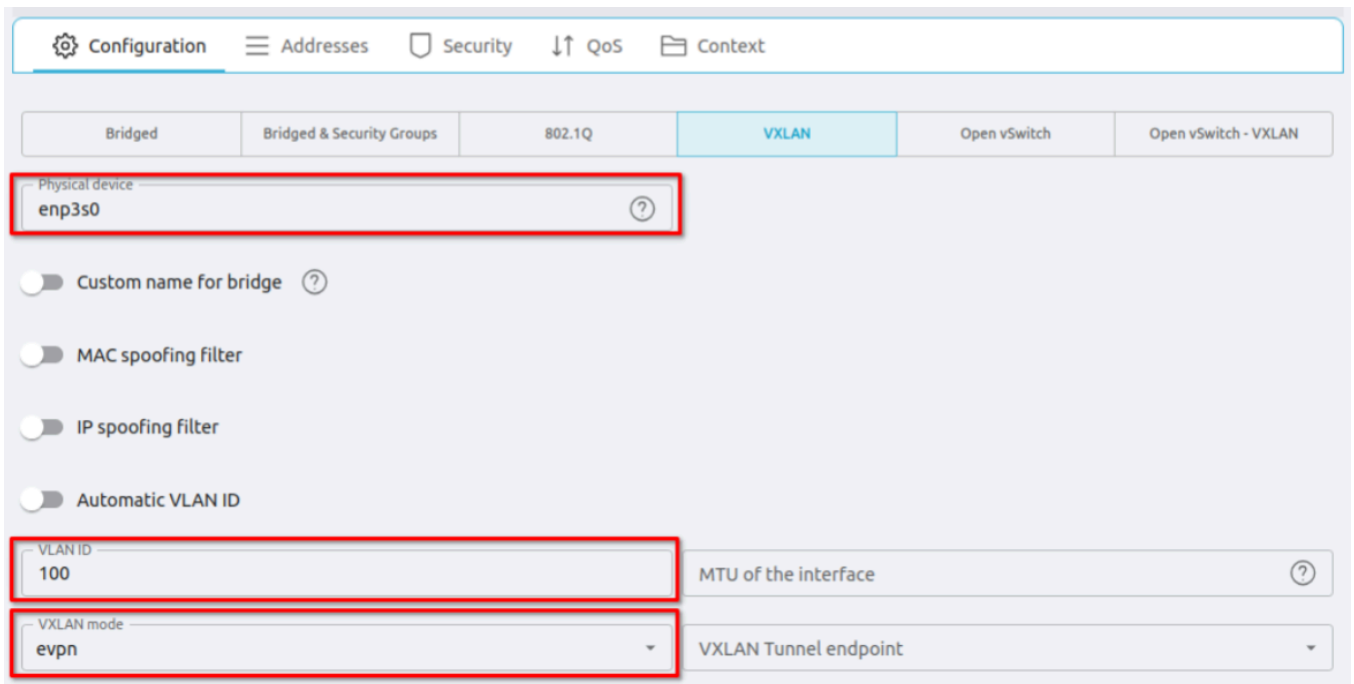 Configuration Addresses Security QoS Context
Bridged Bridged & Security Groups 802.1Q VXLAN Open vSwitch Open vSwitch - VXLAN
Physical device
enp3s0
Custom name for bridge
MAC spoofing filter
IP spoofing filter
Automatic VLAN ID
VLAN ID
100
MTU of the interface
VXLAN mode
evpn
VXLAN Tunnel endpoint